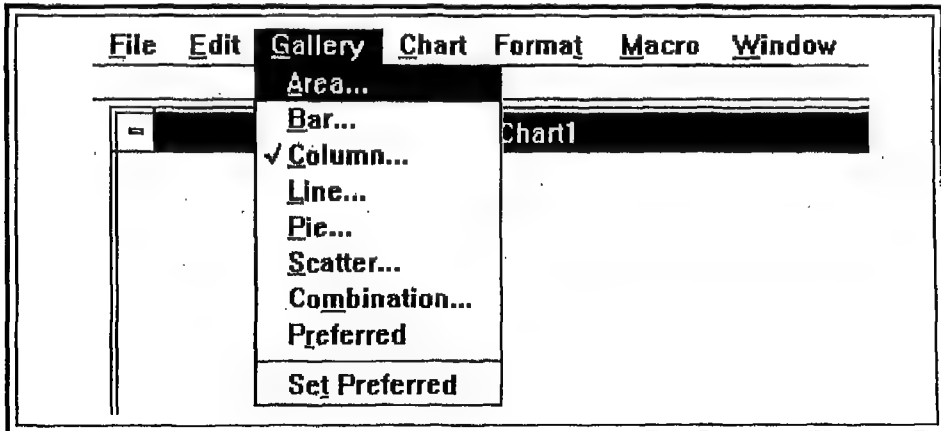 File Edit Gallery Chart Format Macro Window
Area...
Bar...
Chart1
√ Column...
Line...
Pie...
Scatter...
Combination...
Preferred
Set Preferred